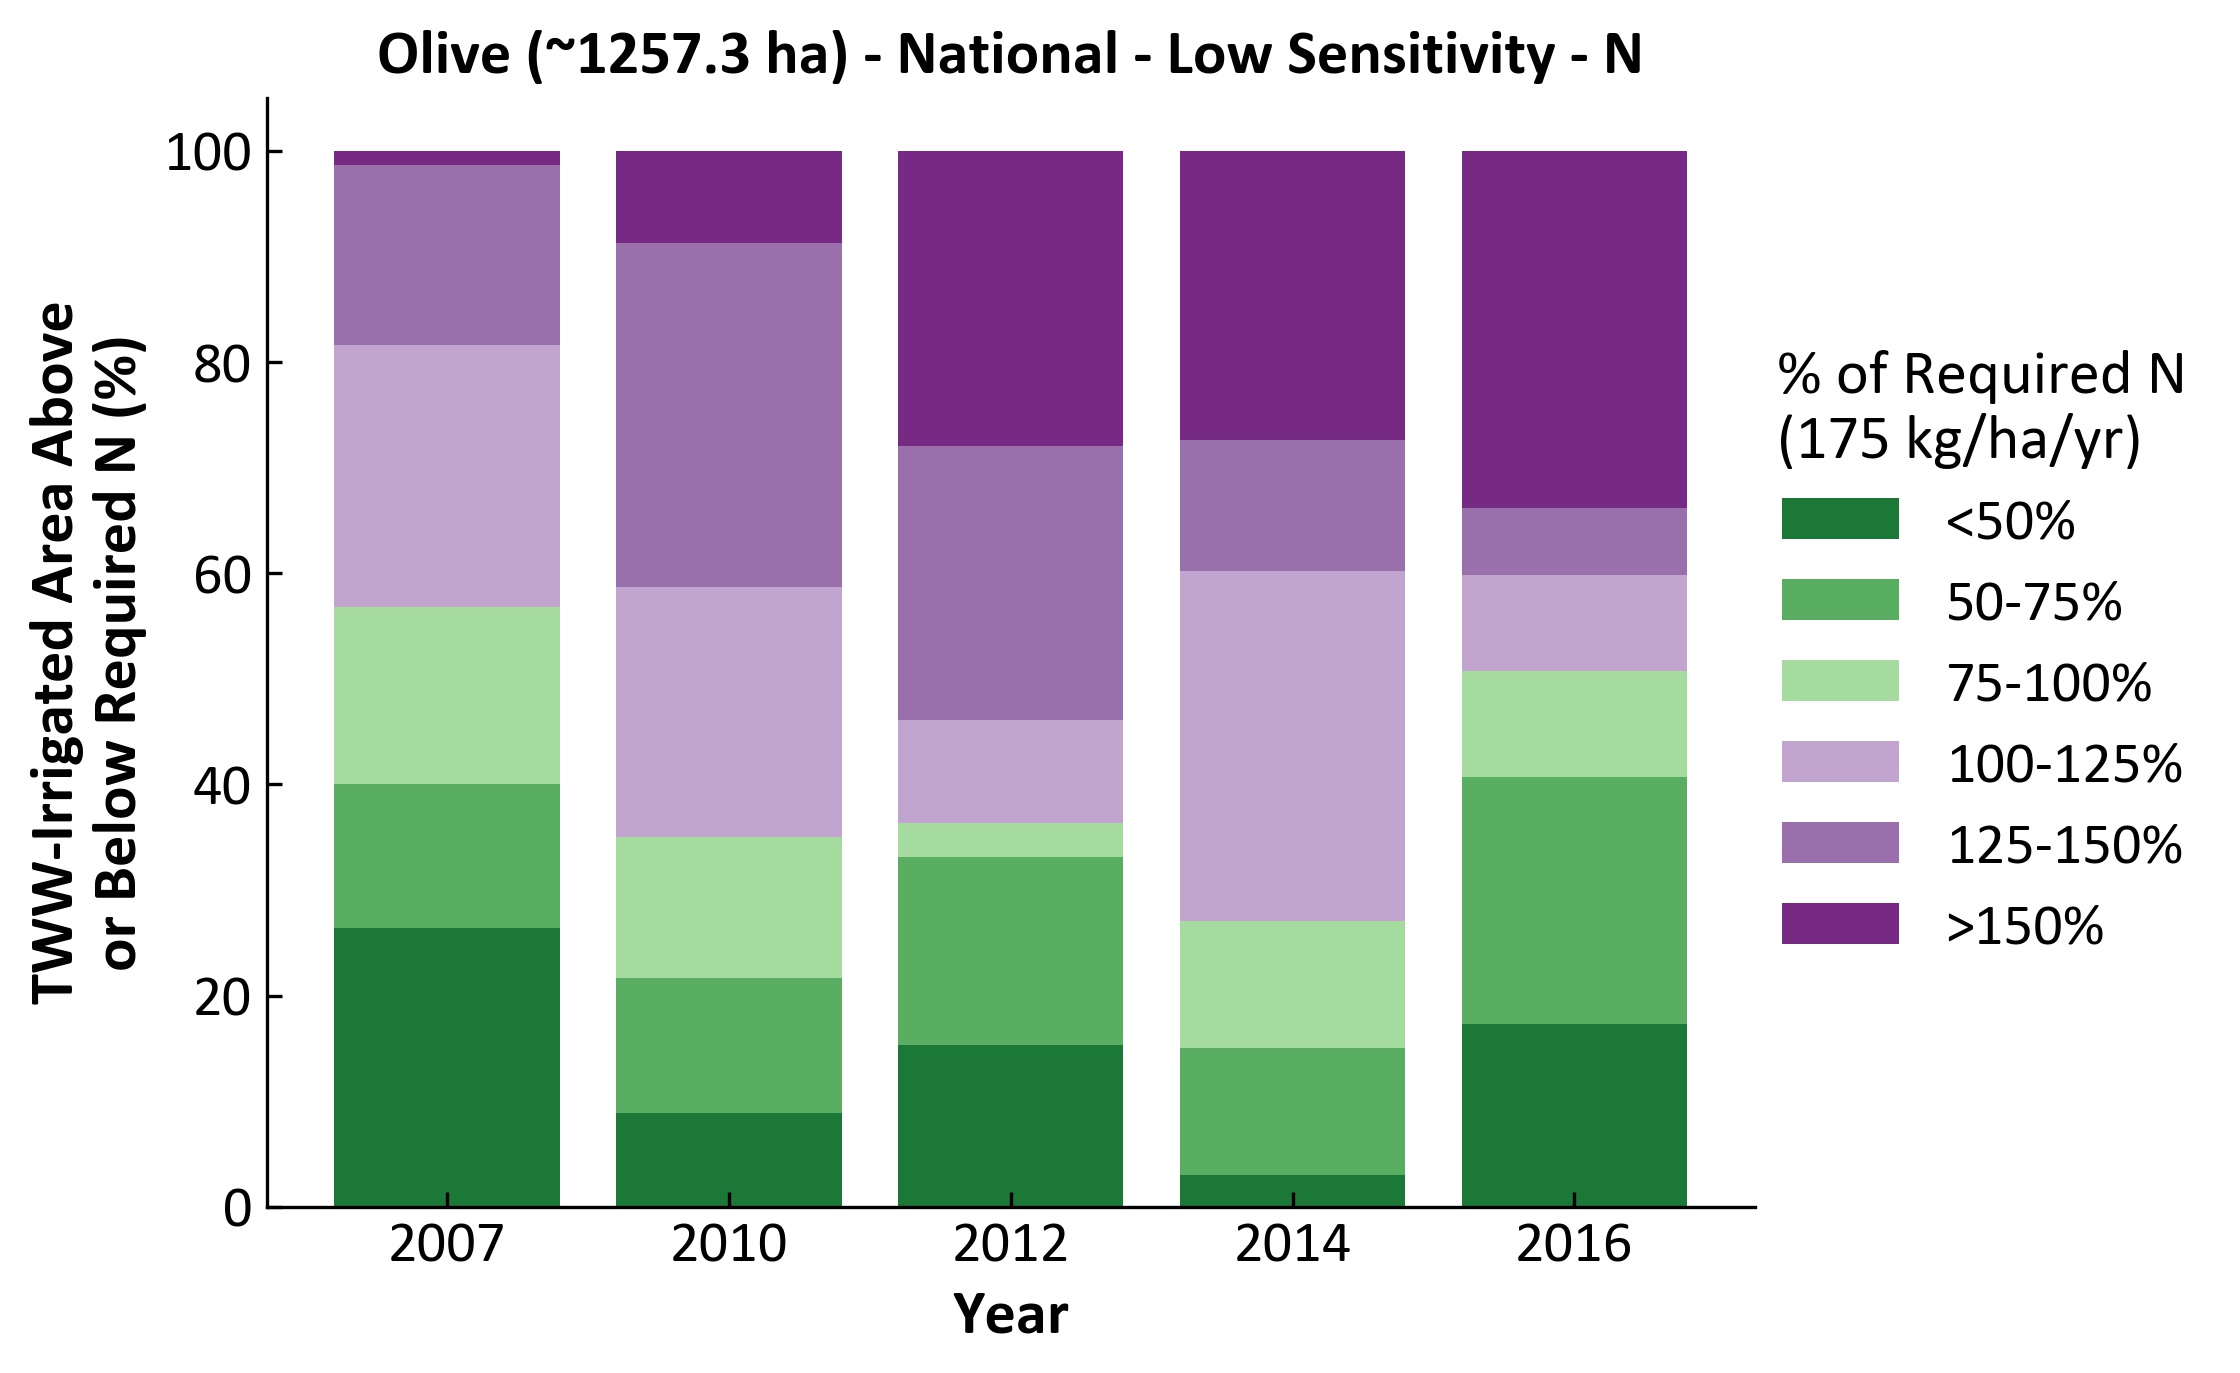 Olive (~1257.3 ha) - National - Low Sensitivity - N
TWW-Irrigated Area Above
or Below Required N (%)
100
80
60
40
20
0
2007
2010
2012
2014
2016
Year
% of Required N
(175 kg/ha/yr)
<50%
50-75%
75-100%
100-125%
125-150%
>150%